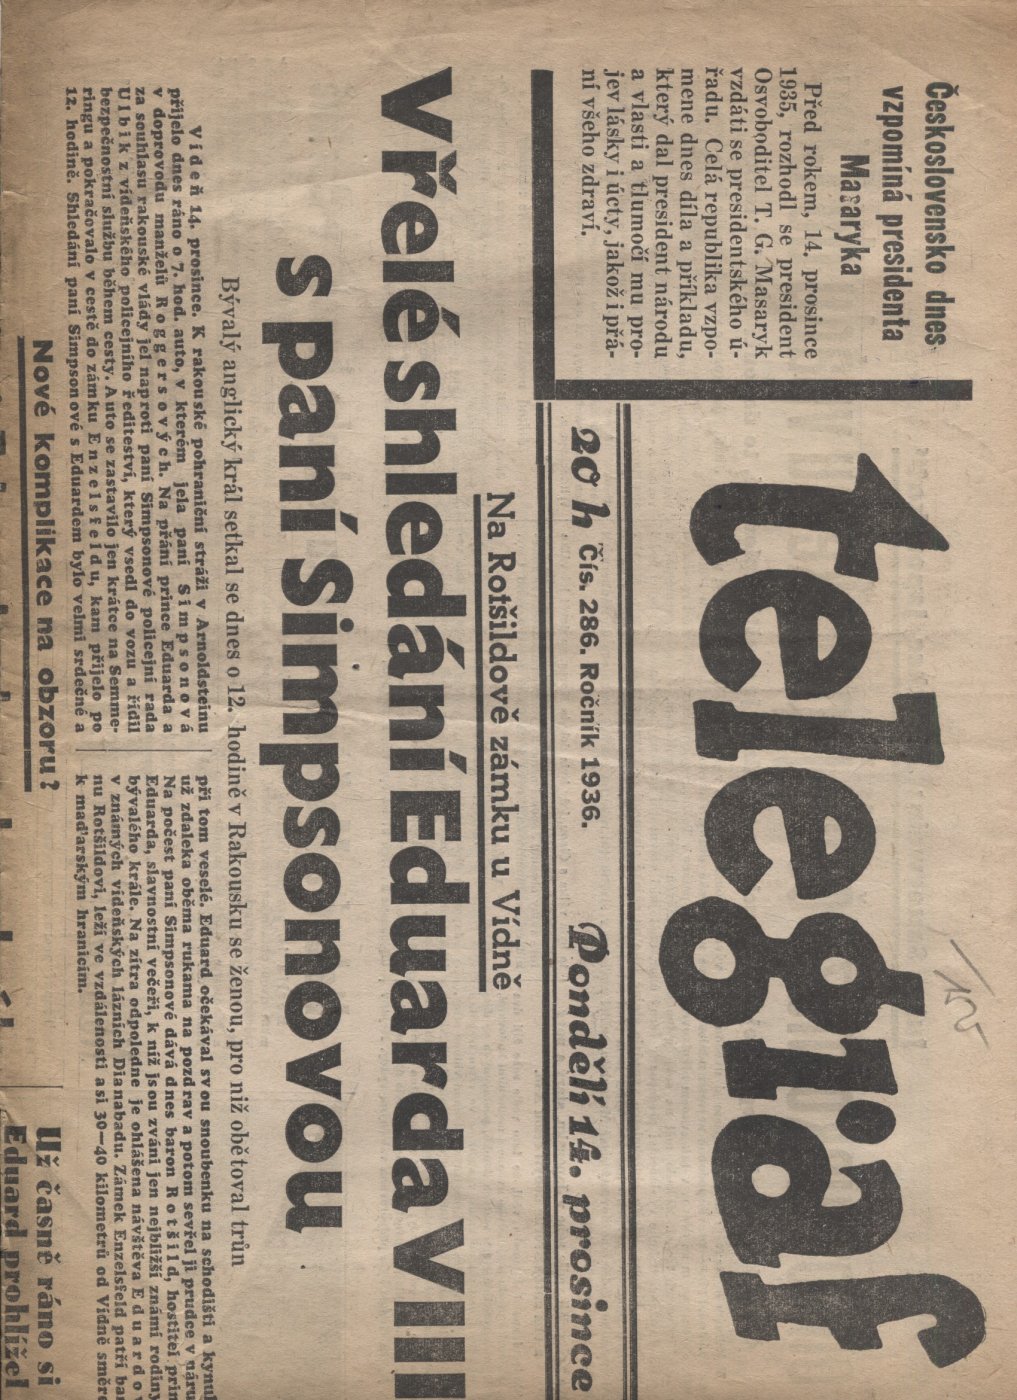 Československo dnes
vzpomíná presidenta
Masaryka
Před rokem, 14. prosince
1935, rozhodl se president
Osvoboditel T. G. Masaryk
vzdáti se presidentského ú-
řadu. Celá republika vzpo-
mene dnes díla a příkladu,
který dal president národu
a vlasti a tlumočí mu pro-
jev lásky i úcty, jakož i přá-
ní všeho zdraví.
telegraf
150
20 h Čís. 286. Ročník 1936. Pondělí 14. prosince
Na Rotšildově zámku u Vídně
Vřelé shledání Eduarda VIII
s paní Simpsonovou
Bývalý anglický král setkal se dnes o 12. hodině v Rakousku se ženou, pro niž obětoval trůn
Vídeň 14. prosince. K rakouské pohraniční stráži v Arnoldsteinu
přijelo dnes ráno o 7. hod. auto, v kterém jela paní Simpsonová
v doprovodu manželů Roggersových. Na přání prince Eduarda a
za souhlasu rakouské vlády jel naproti paní Simpsonové policejní rada
Ulbik z vídeňského policejního ředitelství, který vsedl do vozu a řídil
bezpečnostní službu během cesty. Auto se zastavilo jen krátce na Semme-
ringu a pokračovalo v cestě do zámku Enzelsfeldu, kam přijelo po
12. hodině. Shledání paní Simpsonové s Eduardem bylo velmi srdečné a
při tom veselé. Eduard očekával svou snoubenku na schodišti a kynul
už zdaleka oběma rukama na pozdrav a potom sevřel ji prudce v náru
Na počest paní Simpsonové dává dnes baron Rotšild, hostitel prin
Eduarda, slavnostní večeři, k níž jsou zváni jen nejbližší známí rodiny
bývalého krále. Na zítra odpoledne je ohlášena návštěva Eduardo
v známých vídeňských lázních Dianabadu. Zámek Enzelsfeld patří bar
nu Rotšildovi, leží ve vzdálenosti asi 30—40 kilometrů od Vídně směre
k maďarským hranicím.
Nové komplikace na obzoru?
Už časně ráno si
Eduard prohlížel